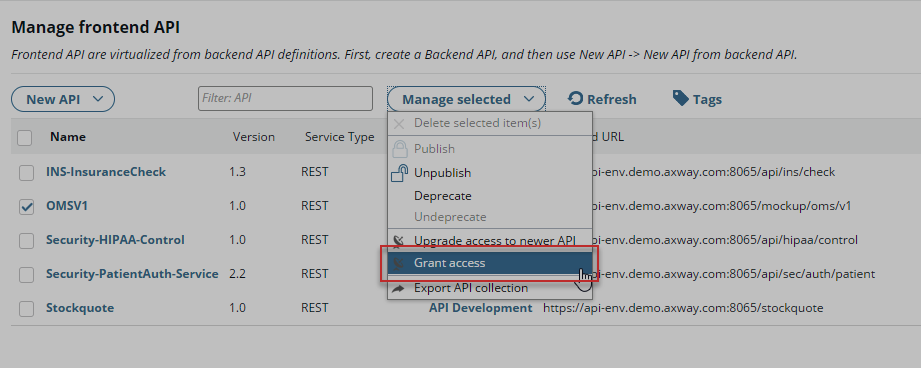 Manage frontend API
Frontend API are virtualized from backend API definitions. First, create a Backend API, and then use New API -> New API from backend API.
New API
Filter: API
Manage selected
Refresh
Tags
Name
Version
Service Type
d URL
Delete selected item(s)
Publish
Unpublish
Deprecate
Undeprecate
Upgrade access to newer API
Grant access
Export API collection
INS-InsuranceCheck 1.3 REST pi-env.demo.axway.com:8065/api/ins/check
OMSV1 1.0 REST pi-env.demo.axway.com:8065/mockup/oms/v1
Security-HIPAA-Control 1.0 REST pi-env.demo.axway.com:8065/api/hipaa/control
Security-PatientAuth-Service 2.2 REST pi-env.demo.axway.com:8065/api/sec/auth/patient
Stockquote 1.0 REST API Development https://api-env.demo.axway.com:8065/stockquote